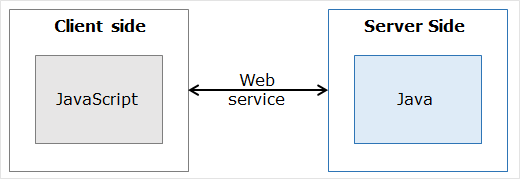 Client side
Server Side
JavaScript
Web
service
Java